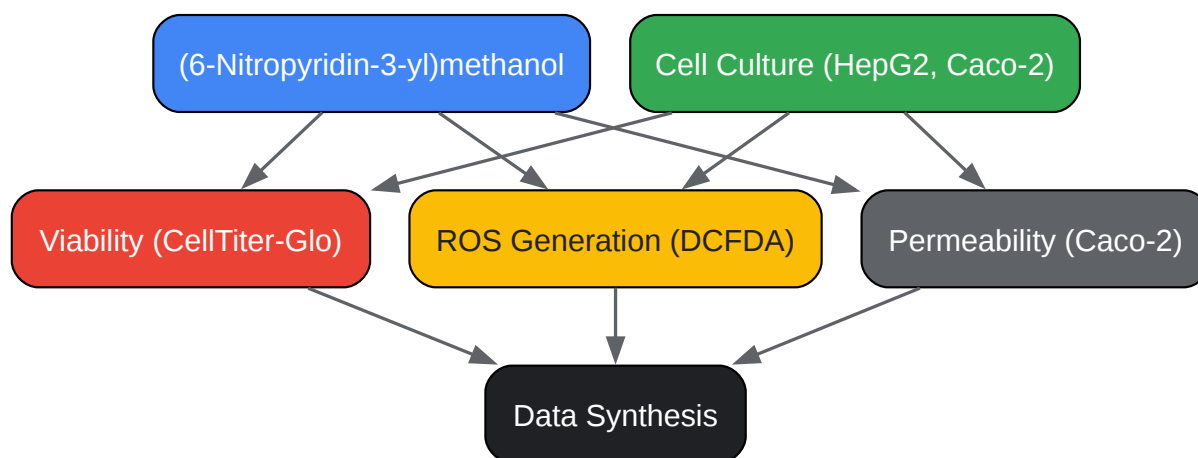 (6-Nitropyridin-3-yl)methanol
Cell Culture (HepG2, Caco-2)
Viability (CellTiter-Glo)
ROS Generation (DCFDA)
Permeability (Caco-2)
Data Synthesis